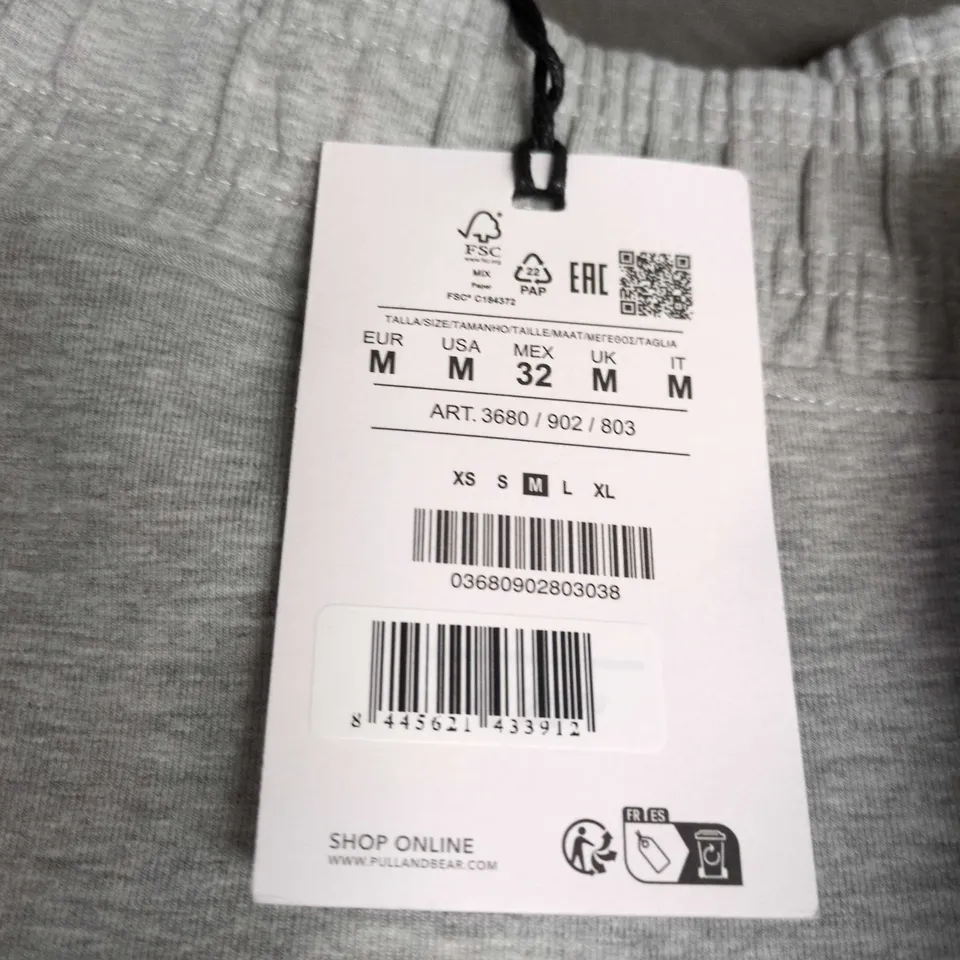 FSC
www.fsc.org
MIX
Paper
FSC® C184372
22
PAP
EAC
TALLA/SIZE/TAMANHO/TAILLE/MAAT/ΜΕΓΕΘΟΣ/TAGLIA
EUR USA MEX UK IT
M M 32 M M
ART. 3680 / 902 / 803
XS S M L XL
03680902803038
8 445621 433912
FR ES
SHOP ONLINE
WWW.PULLANDBEAR.COM